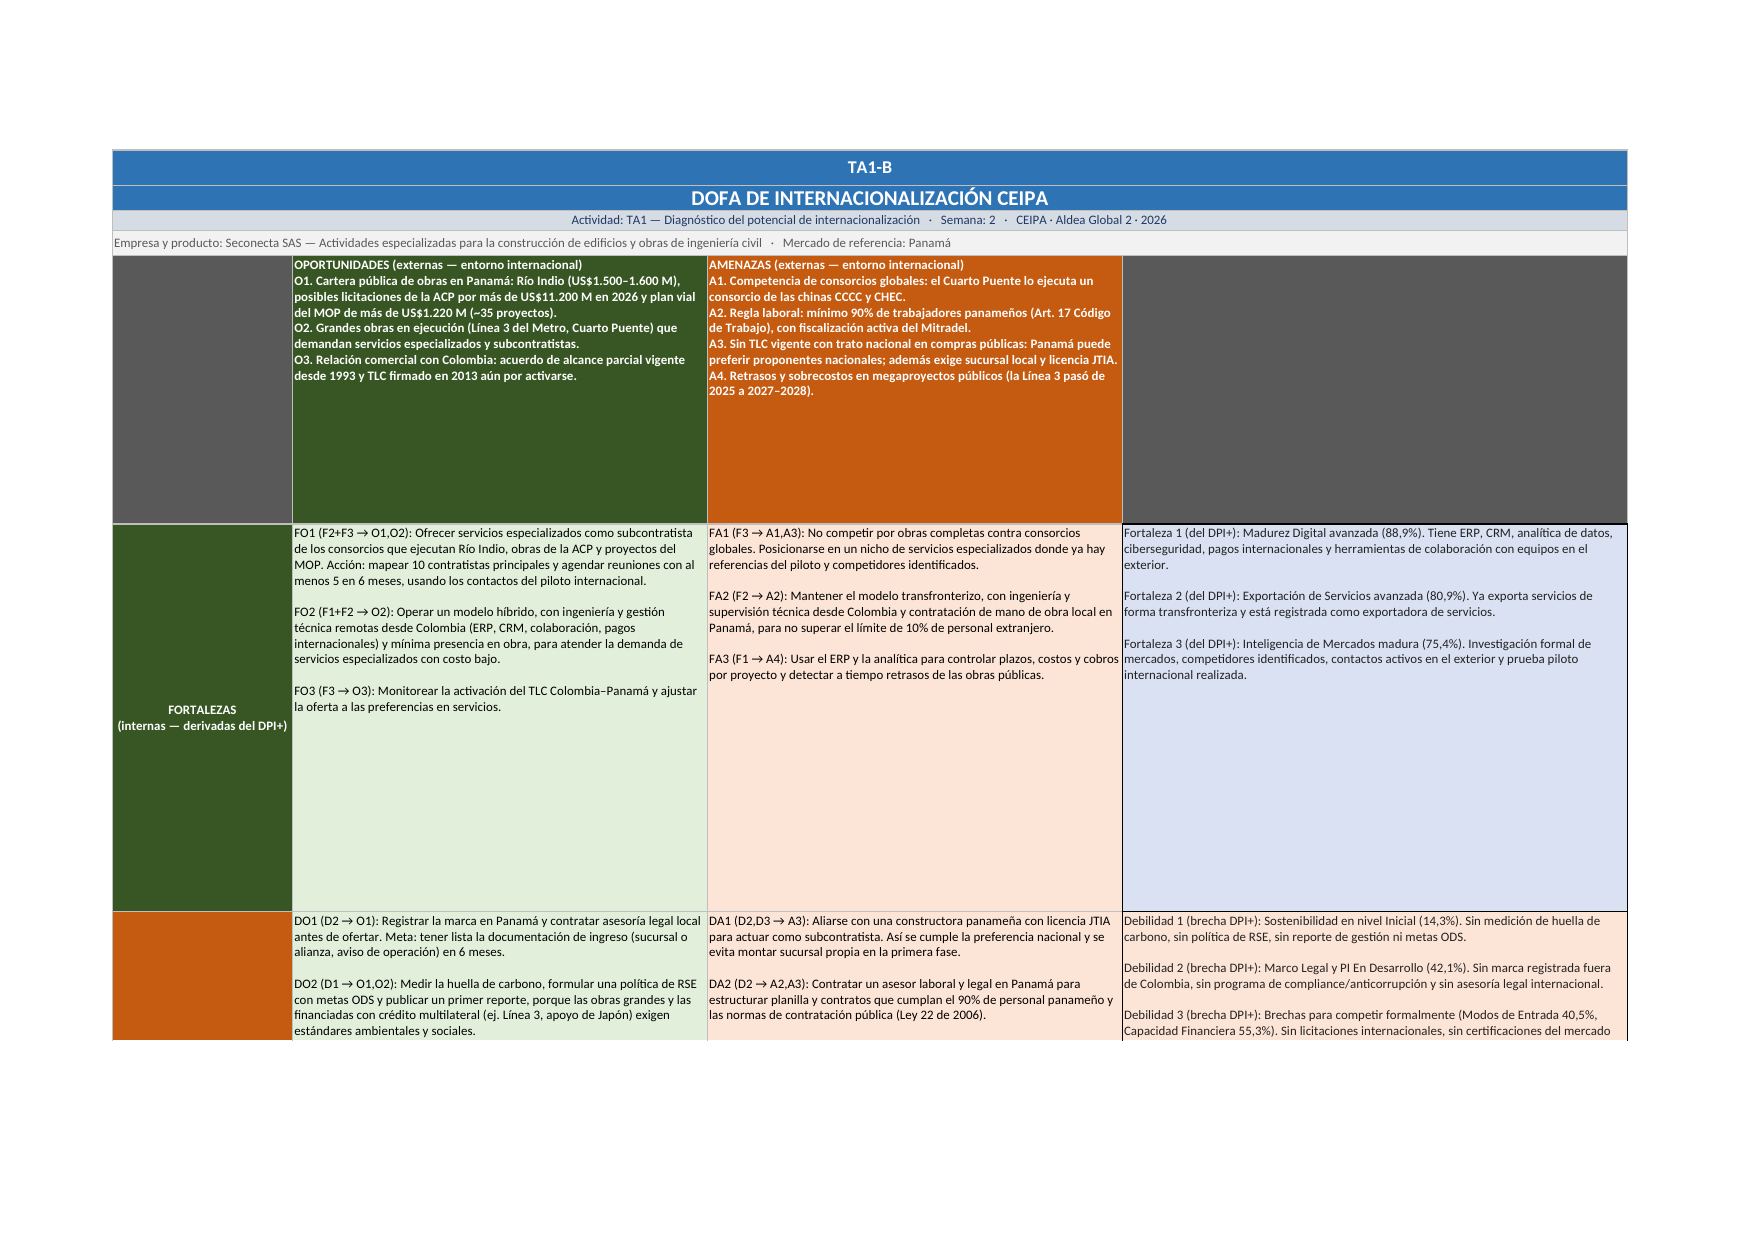 TA1-B
DOFA DE INTERNACIONALIZACIÓN CEIPA
Actividad: TA1 — Diagnóstico del potencial de internacionalización · Semana: 2 · CEIPA · Aldea Global 2 · 2026
Empresa y producto: Seconecta SAS — Actividades especializadas para la construcción de edificios y obras de ingeniería civil · Mercado de referencia: Panamá
OPORTUNIDADES (externas — entorno internacional)
O1. Cartera pública de obras en Panamá: Río Indio (US$1.500–1.600 M),
posibles licitaciones de la ACP por más de US$11.200 M en 2026 y plan vial
del MOP de más de US$1.220 M (~35 proyectos).
O2. Grandes obras en ejecución (Línea 3 del Metro, Cuarto Puente) que
demandan servicios especializados y subcontratistas.
O3. Relación comercial con Colombia: acuerdo de alcance parcial vigente
desde 1993 y TLC firmado en 2013 aún por activarse.
AMENAZAS (externas — entorno internacional)
A1. Competencia de consorcios globales: el Cuarto Puente lo ejecuta un
consorcio de las chinas CCCC y CHEC.
A2. Regla laboral: mínimo 90% de trabajadores panameños (Art. 17 Código
de Trabajo), con fiscalización activa del Mitradel.
A3. Sin TLC vigente con trato nacional en compras públicas: Panamá puede
preferir proponentes nacionales; además exige sucursal local y licencia JTIA.
A4. Retrasos y sobrecostos en megaproyectos públicos (la Línea 3 pasó de
2025 a 2027–2028).
FORTALEZAS
(internas — derivadas del DPI+)
FO1 (F2+F3 → O1,O2): Ofrecer servicios especializados como subcontratista
de los consorcios que ejecutan Río Indio, obras de la ACP y proyectos del
MOP. Acción: mapear 10 contratistas principales y agendar reuniones con al
menos 5 en 6 meses, usando los contactos del piloto internacional.
FO2 (F1+F2 → O2): Operar un modelo híbrido, con ingeniería y gestión
técnica remotas desde Colombia (ERP, CRM, colaboración, pagos
internacionales) y mínima presencia en obra, para atender la demanda de
servicios especializados con costo bajo.
FO3 (F3 → O3): Monitorear la activación del TLC Colombia–Panamá y ajustar
la oferta a las preferencias en servicios.
FA1 (F3 → A1,A3): No competir por obras completas contra consorcios
globales. Posicionarse en un nicho de servicios especializados donde ya hay
referencias del piloto y competidores identificados.
FA2 (F2 → A2): Mantener el modelo transfronterizo, con ingeniería y
supervisión técnica desde Colombia y contratación de mano de obra local en
Panamá, para no superar el límite de 10% de personal extranjero.
FA3 (F1 → A4): Usar el ERP y la analítica para controlar plazos, costos y cobros
por proyecto y detectar a tiempo retrasos de las obras públicas.
Fortaleza 1 (del DPI+): Madurez Digital avanzada (88,9%). Tiene ERP, CRM, analítica de datos,
ciberseguridad, pagos internacionales y herramientas de colaboración con equipos en el
exterior.
Fortaleza 2 (del DPI+): Exportación de Servicios avanzada (80,9%). Ya exporta servicios de
forma transfronteriza y está registrada como exportadora de servicios.
Fortaleza 3 (del DPI+): Inteligencia de Mercados madura (75,4%). Investigación formal de
mercados, competidores identificados, contactos activos en el exterior y prueba piloto
internacional realizada.
DO1 (D2 → O1): Registrar la marca en Panamá y contratar asesoría legal local
antes de ofertar. Meta: tener lista la documentación de ingreso (sucursal o
alianza, aviso de operación) en 6 meses.
DO2 (D1 → O1,O2): Medir la huella de carbono, formular una política de RSE
con metas ODS y publicar un primer reporte, porque las obras grandes y las
financiadas con crédito multilateral (ej. Línea 3, apoyo de Japón) exigen
estándares ambientales y sociales.
DA1 (D2,D3 → A3): Aliarse con una constructora panameña con licencia JTIA
para actuar como subcontratista. Así se cumple la preferencia nacional y se
evita montar sucursal propia en la primera fase.
DA2 (D2 → A2,A3): Contratar un asesor laboral y legal en Panamá para
estructurar planilla y contratos que cumplan el 90% de personal panameño y
las normas de contratación pública (Ley 22 de 2006).
Debilidad 1 (brecha DPI+): Sostenibilidad en nivel Inicial (14,3%). Sin medición de huella de
carbono, sin política de RSE, sin reporte de gestión ni metas ODS.
Debilidad 2 (brecha DPI+): Marco Legal y PI En Desarrollo (42,1%). Sin marca registrada fuera
de Colombia, sin programa de compliance/anticorrupción y sin asesoría legal internacional.
Debilidad 3 (brecha DPI+): Brechas para competir formalmente (Modos de Entrada 40,5%,
Capacidad Financiera 55,3%). Sin licitaciones internacionales, sin certificaciones del mercado